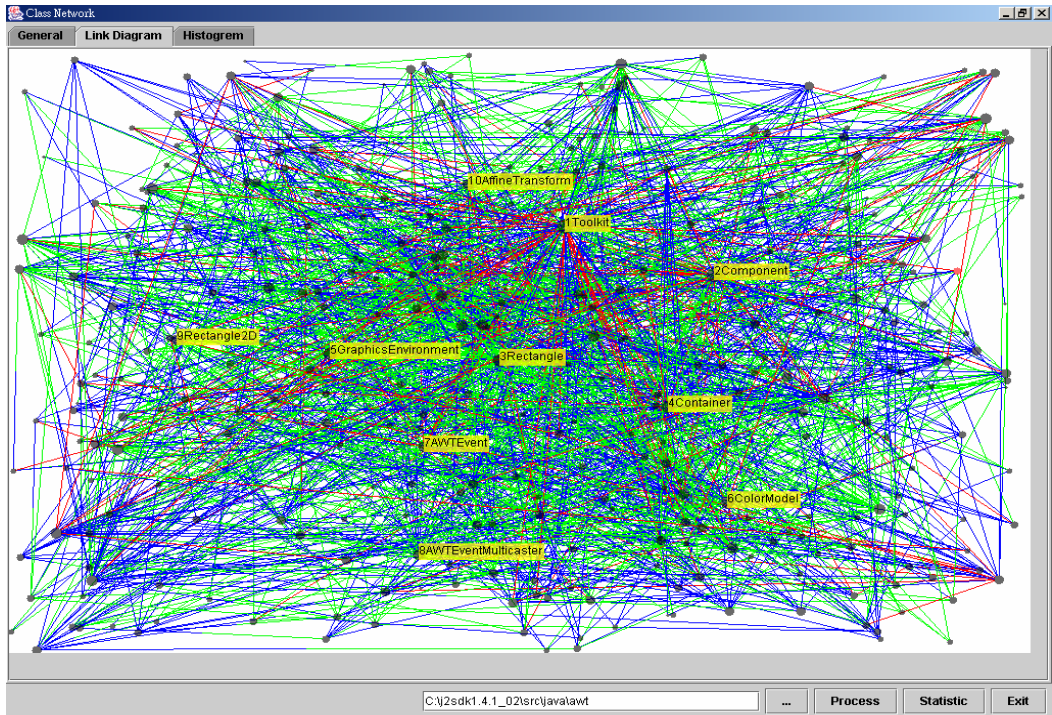 Class Network
General Link Diagram Histogrem
10AffineTransform
1Toolkit
2Component
9Rectangle2D
5GraphicsEnvironment
3Rectangle
4Container
7AWTEvent
6ColorModel
8AWTEventMulticaster
C:\j2sdk1.4.1_02\src\java\awt ... Process Statistic Exit